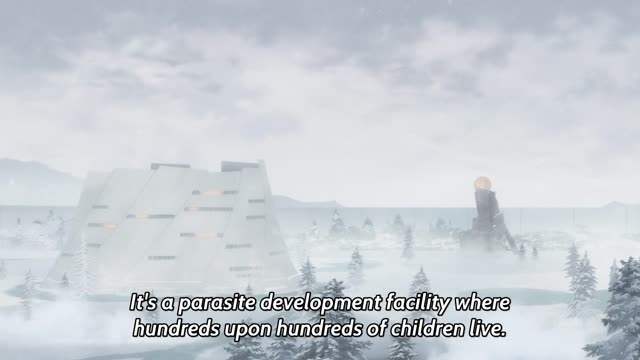 It's a parasite development facility where
hundreds upon hundreds of children live.